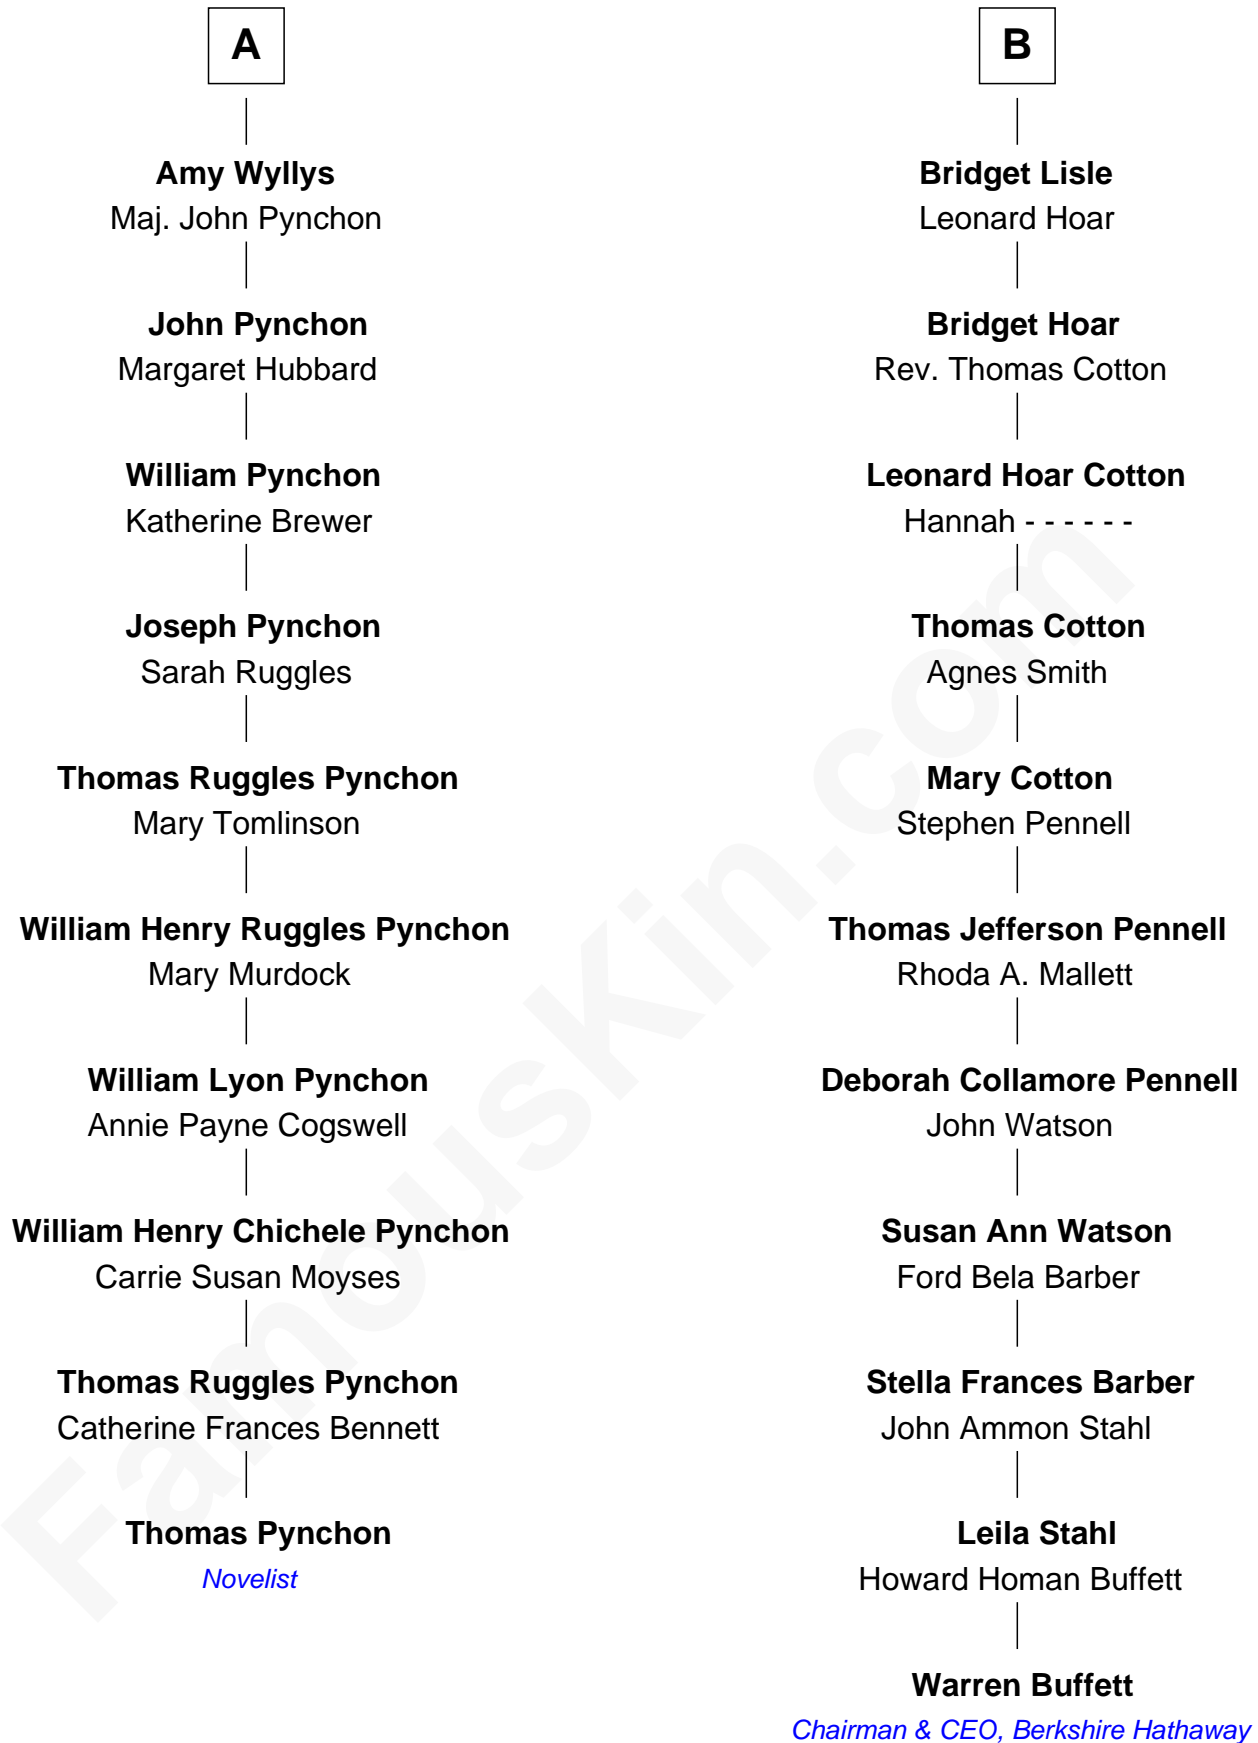 A
Amy Wyllys
Maj. John Pynchon
John Pynchon
Margaret Hubbard
William Pynchon
Katherine Brewer
Joseph Pynchon
Sarah Ruggles
Thomas Ruggles Pynchon
Mary Tomlinson
William Henry Ruggles Pynchon
Mary Murdock
William Lyon Pynchon
Annie Payne Cogswell
William Henry Chichele Pynchon
Carrie Susan Moyses
Thomas Ruggles Pynchon
Catherine Frances Bennett
Thomas Pynchon
Novelist
B
Bridget Lisle
Leonard Hoar
Bridget Hoar
Rev. Thomas Cotton
Leonard Hoar Cotton
Hannah - - - - - -
Thomas Cotton
Agnes Smith
Mary Cotton
Stephen Pennell
Thomas Jefferson Pennell
Rhoda A. Mallett
Deborah Collamore Pennell
John Watson
Susan Ann Watson
Ford Bela Barber
Stella Frances Barber
John Ammon Stahl
Leila Stahl
Howard Homan Buffett
Warren Buffett
Chairman & CEO, Berkshire Hathaway
FamousKin.com